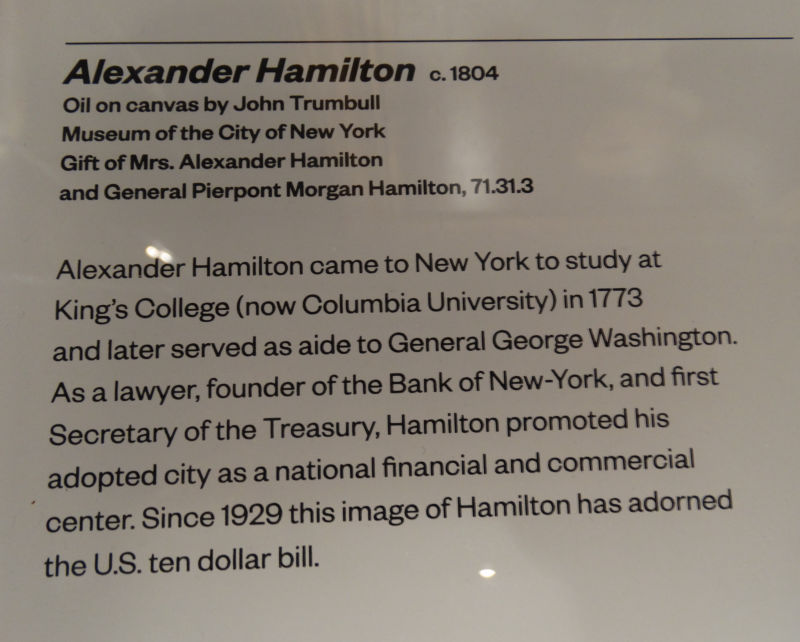 Alexander Hamilton c. 1804
Oil on canvas by John Trumbull
Museum of the City of New York
Gift of Mrs. Alexander Hamilton
and General Pierpont Morgan Hamilton, 71.31.3
Alexander Hamilton came to New York to study at
King's College (now Columbia University) in 1773
and later served as aide to General George Washington.
As a lawyer, founder of the Bank of New-York, and first
Secretary of the Treasury, Hamilton promoted his
adopted city as a national financial and commercial
center. Since 1929 this image of Hamilton has adorned
the U.S. ten dollar bill.